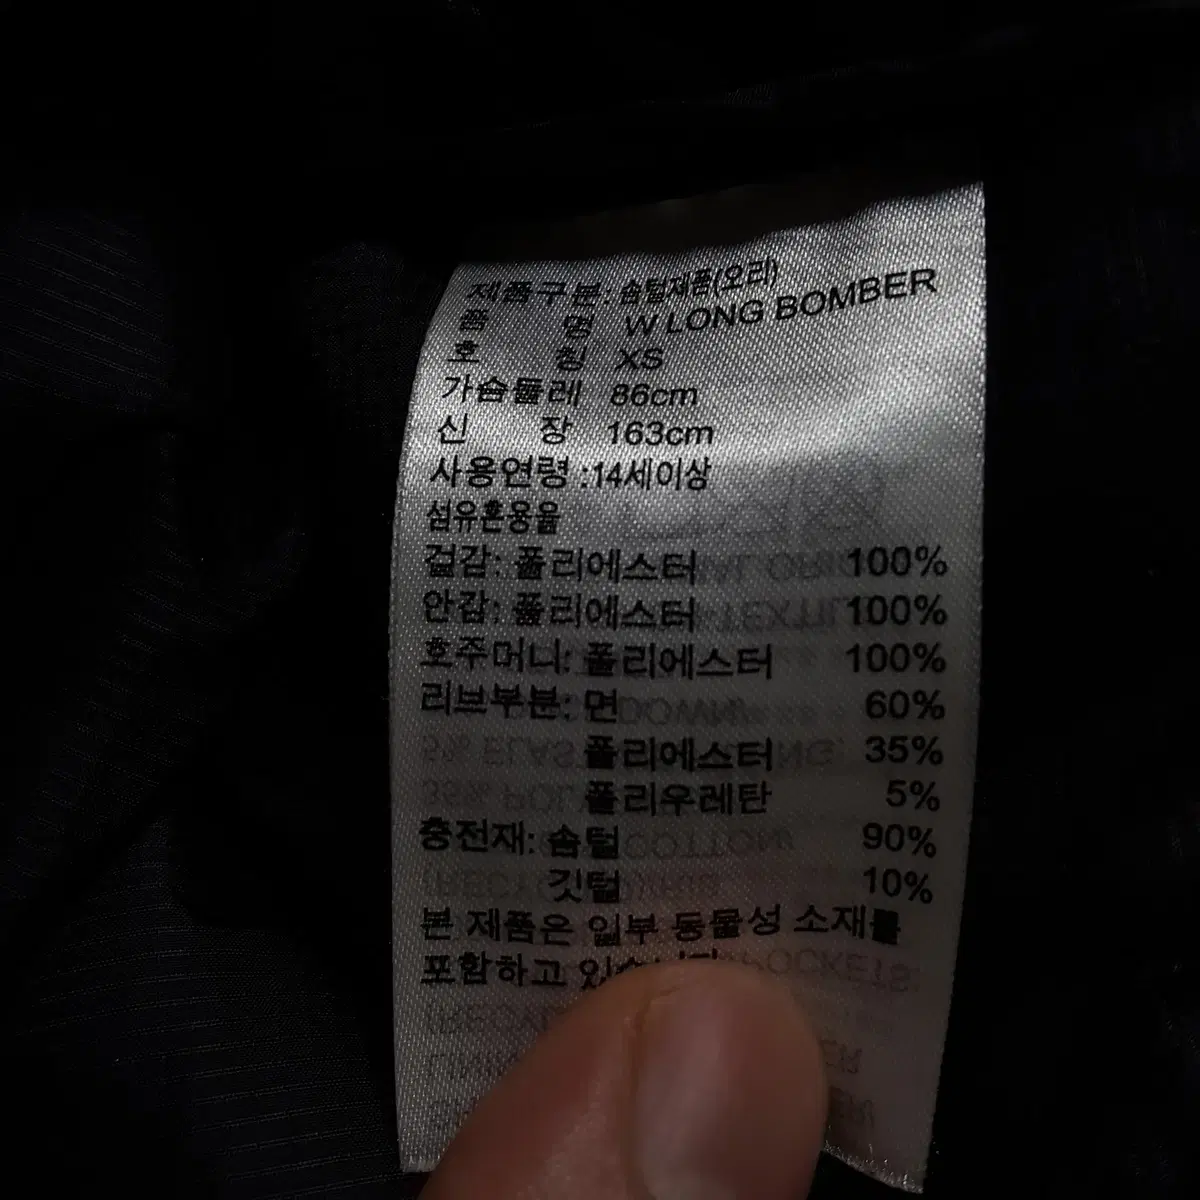 제품구분: 솜털제품(오리)
품 명 W LONG BOMBER
호 칭 XS
가슴둘레 86cm
신 장 163cm
사용연령 :14세이상
섬유혼용율
겉감: 폴리에스터 100%
안감: 폴리에스터 100%
호주머니: 폴리에스터 100%
리브부분: 면 60%
폴리에스터 35%
폴리우레탄 5%
충전재: 솜털 90%
깃털 10%
본 제품은 일부 동물성 소재를
포함하고